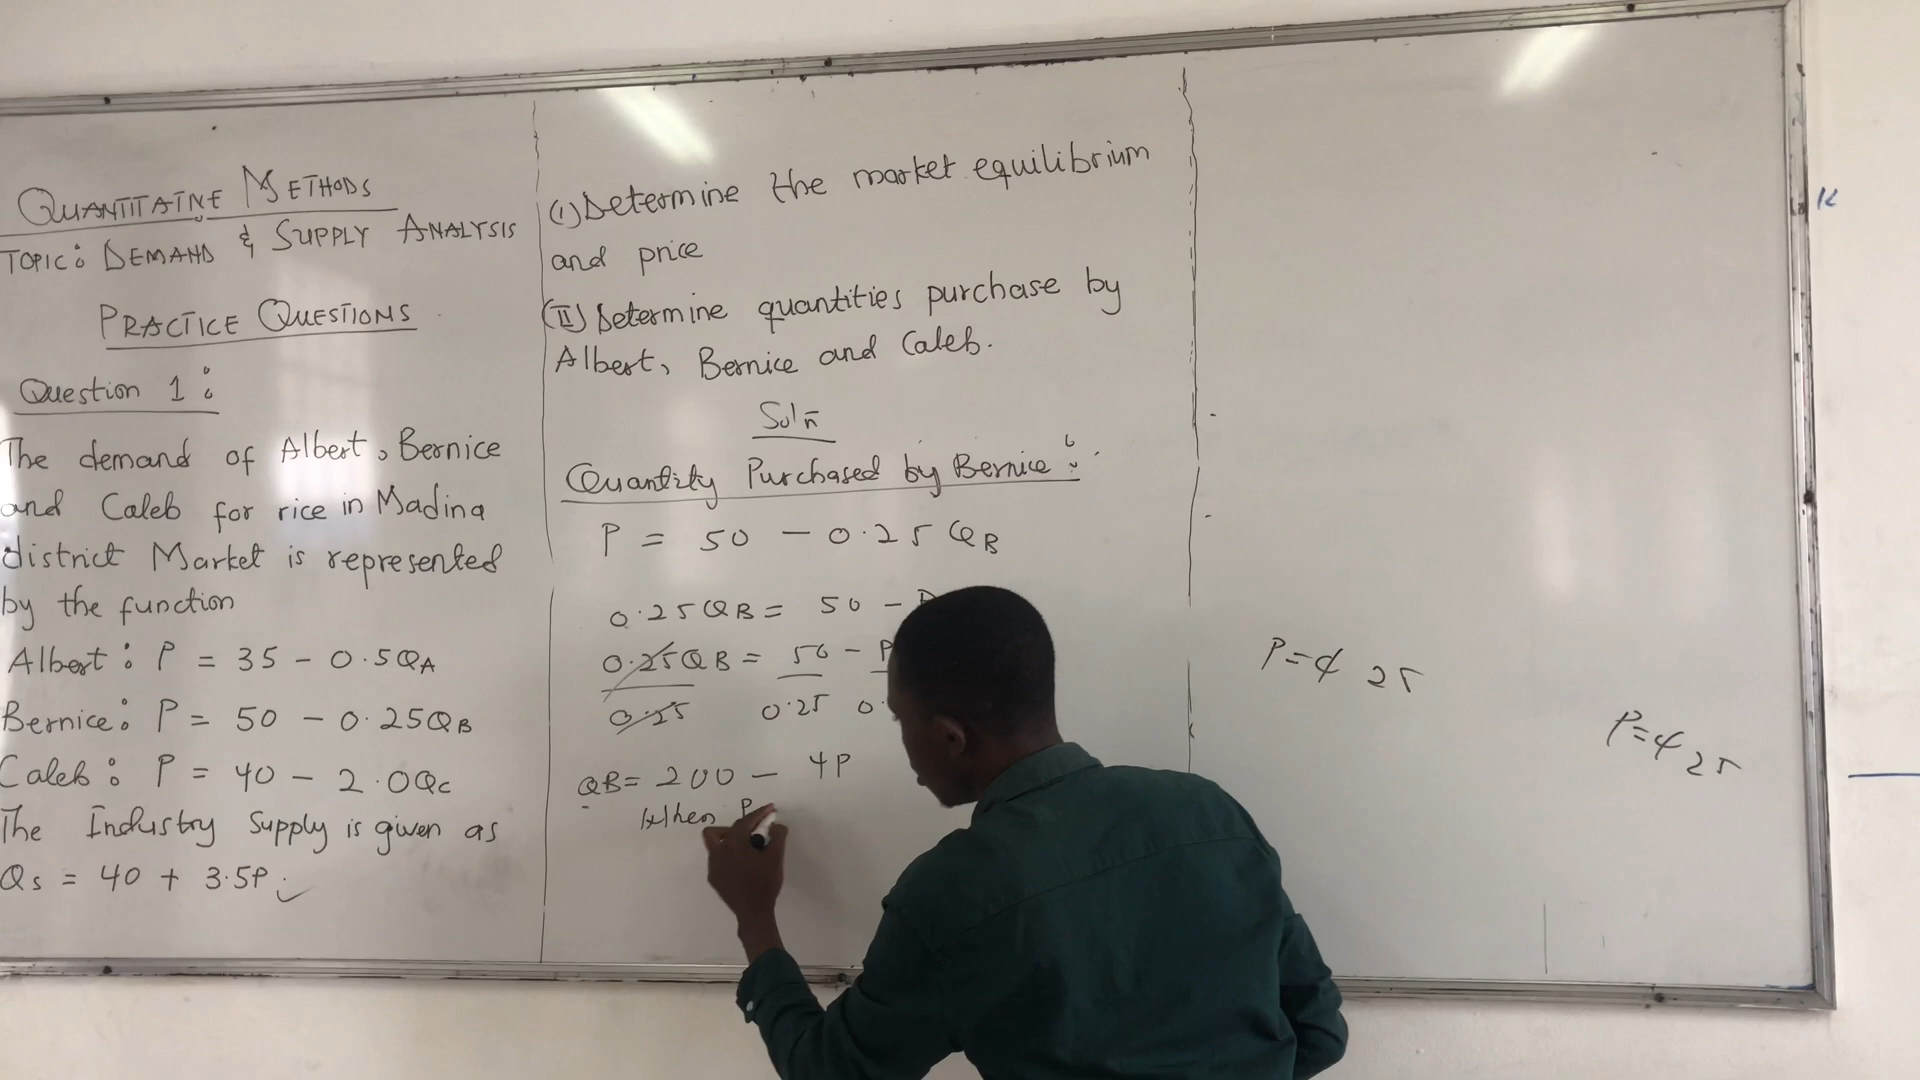 QUANTITATIVE METHODS
TOPIC: DEMAND & SUPPLY ANALYSIS
PRACTICE QUESTIONS
Question 1:
The demand of Albert, Bernice
and Caleb for rice in Madina
district Market is represented
by the function
Albert: P = 35 - 0.5QA
Bernice: P = 50 - 0.25QB
Caleb: P = 40 - 2.0Qc
The Industry Supply is given as
Qs = 40 + 3.5P.
(i) Determine the market equilibrium
and price
(II) Determine quantities purchase by
Albert, Bernice and Caleb.
Sol'n
Quantity Purchased by Bernice:
P = 50 - 0.25 QB
0.25QB = 50 -
0.25QB = 50 - P
0.25 0.25 0.
QB = 200 - 4P
When P
P=¢ 25
P=¢ 25